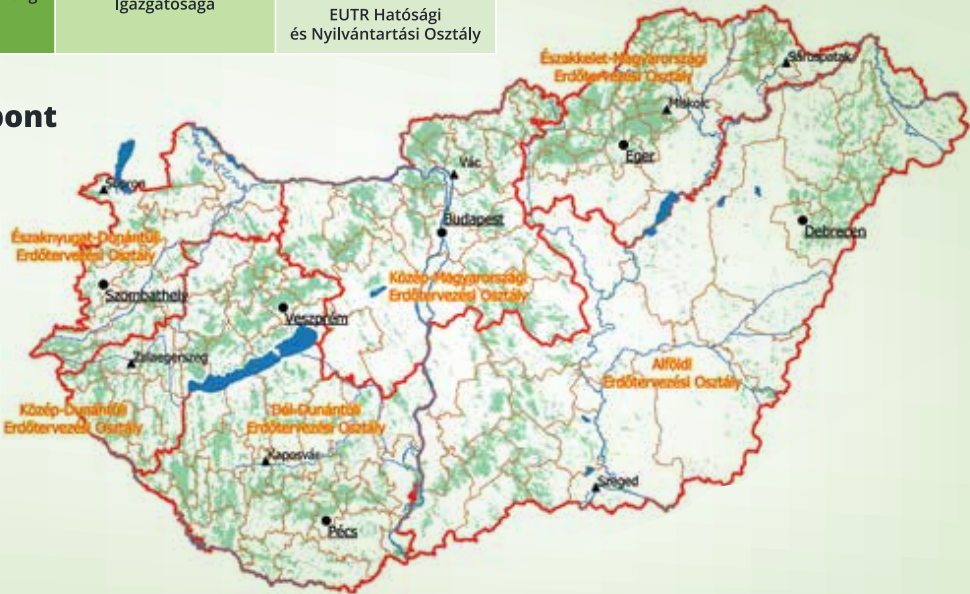 Igazgatósága
EUTR Hatósági
és Nyilvántartási Osztály
Északkelet-Magyarországi
Erdőtervezési Osztály
Sárospatak
Miskolc
Eger
Vác
Sopron
Budapest
Debrecen
Északnyugat-Dunántúli
Erdőtervezési Osztály
Közép-Magyarországi
Erdőtervezési Osztály
Szombathely
Veszprém
Zalaegerszeg
Alföldi
Erdőtervezési Osztály
Közép-Dunántúli
Erdőtervezési Osztály
Dél-Dunántúli
Erdőtervezési Osztály
Kaposvár
Szeged
Pécs